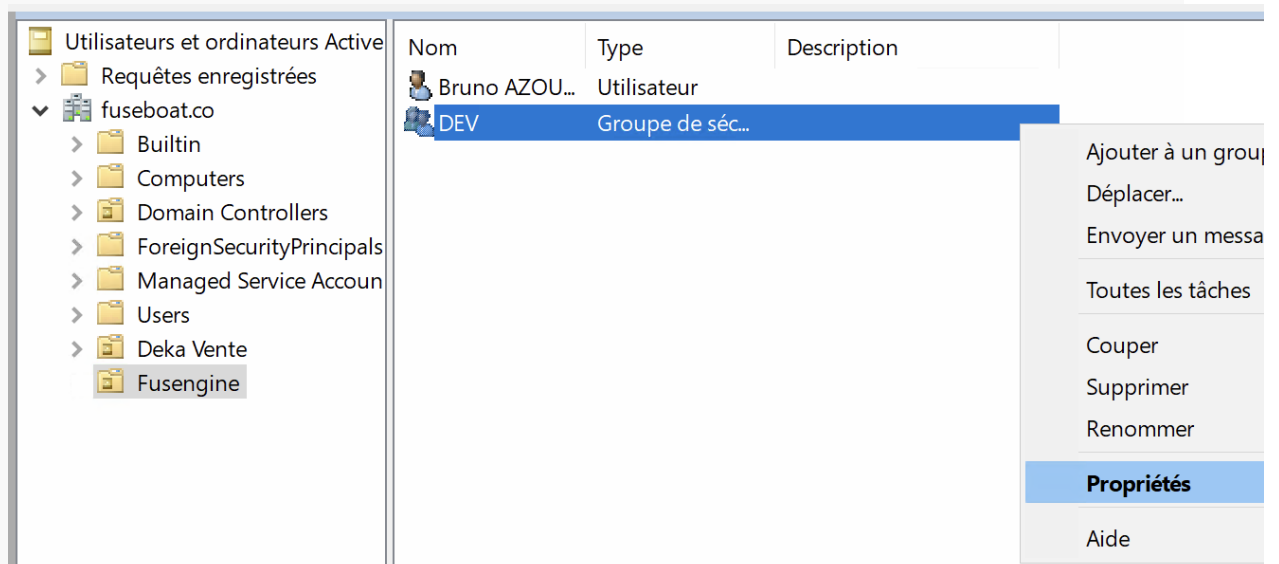 Utilisateurs et ordinateurs Active
Requêtes enregistrées
fuseboat.co
Builtin
Computers
Domain Controllers
ForeignSecurityPrincipals
Managed Service Accoun
Users
Deka Vente
Fusengine
Nom Type Description
Bruno AZOU... Utilisateur
DEV Groupe de séc...
Ajouter à un group
Déplacer...
Envoyer un messa
Toutes les tâches
Couper
Supprimer
Renommer
Propriétés
Aide